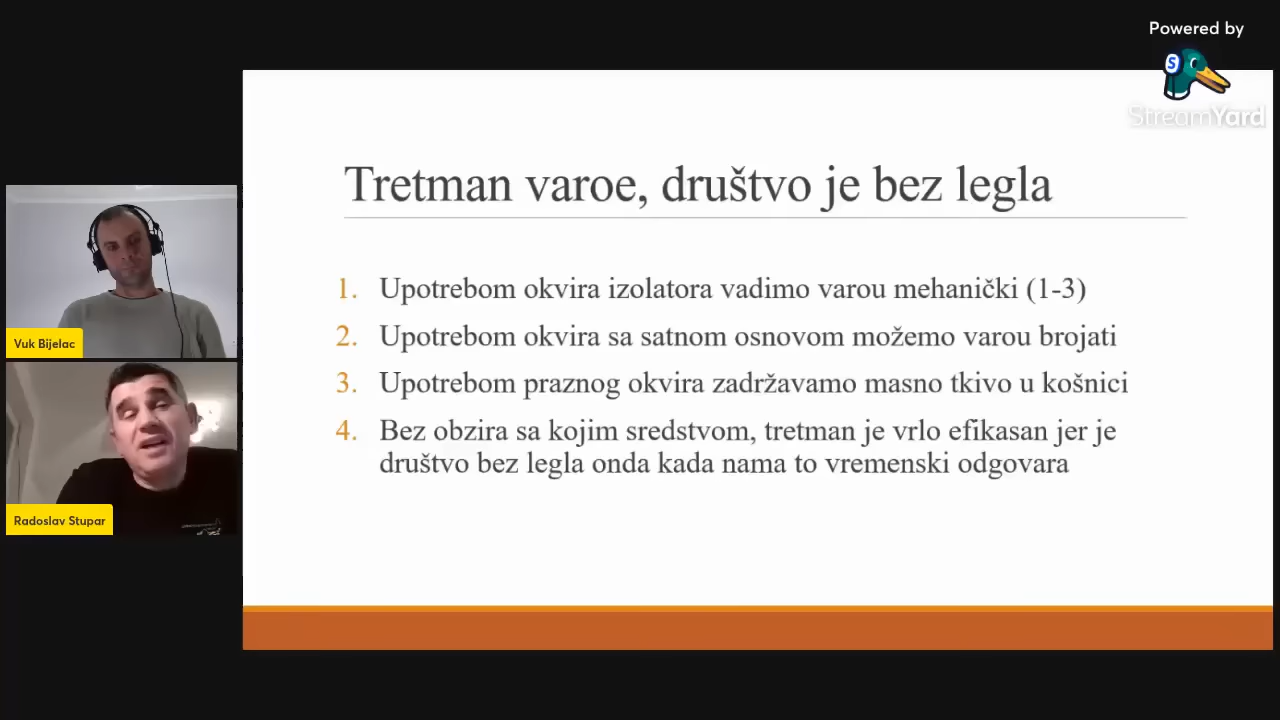 Powered by
StreamYard
Tretman varoe, društvo je bez legla
1. Upotrebom okvira izolatora vadimo varou mehanički (1-3)
2. Upotrebom okvira sa satnom osnovom možemo varou brojati
3. Upotrebom praznog okvira zadržavamo masno tkivo u košnici
4. Bez obzira sa kojim sredstvom, tretman je vrlo efikasan jer je
društvo bez legla onda kada nama to vremenski odgovara
Vuk Bijelac
Radoslav Stupar